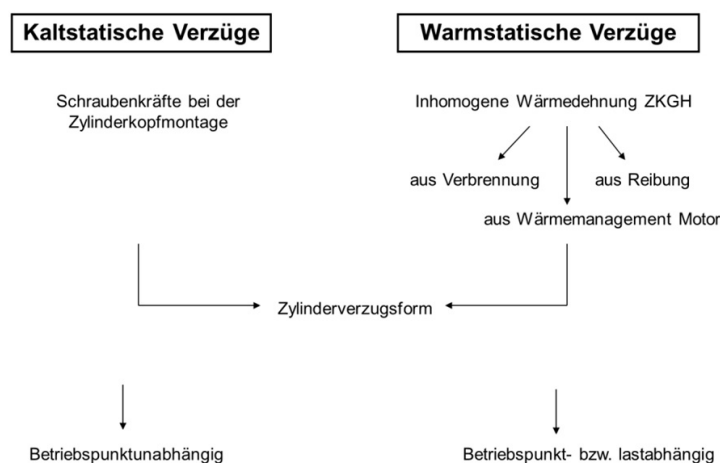 Kaltstatische Verzüge
Warmstatische Verzüge
Schraubenkräfte bei der
Zylinderkopfmontage
Inhomogene Wärmedehnung ZKGH
aus Verbrennung
aus Reibung
aus Wärmemanagement Motor
Zylinderverzugsform
Betriebspunktunabhängig
Betriebspunkt- bzw. lastabhängig